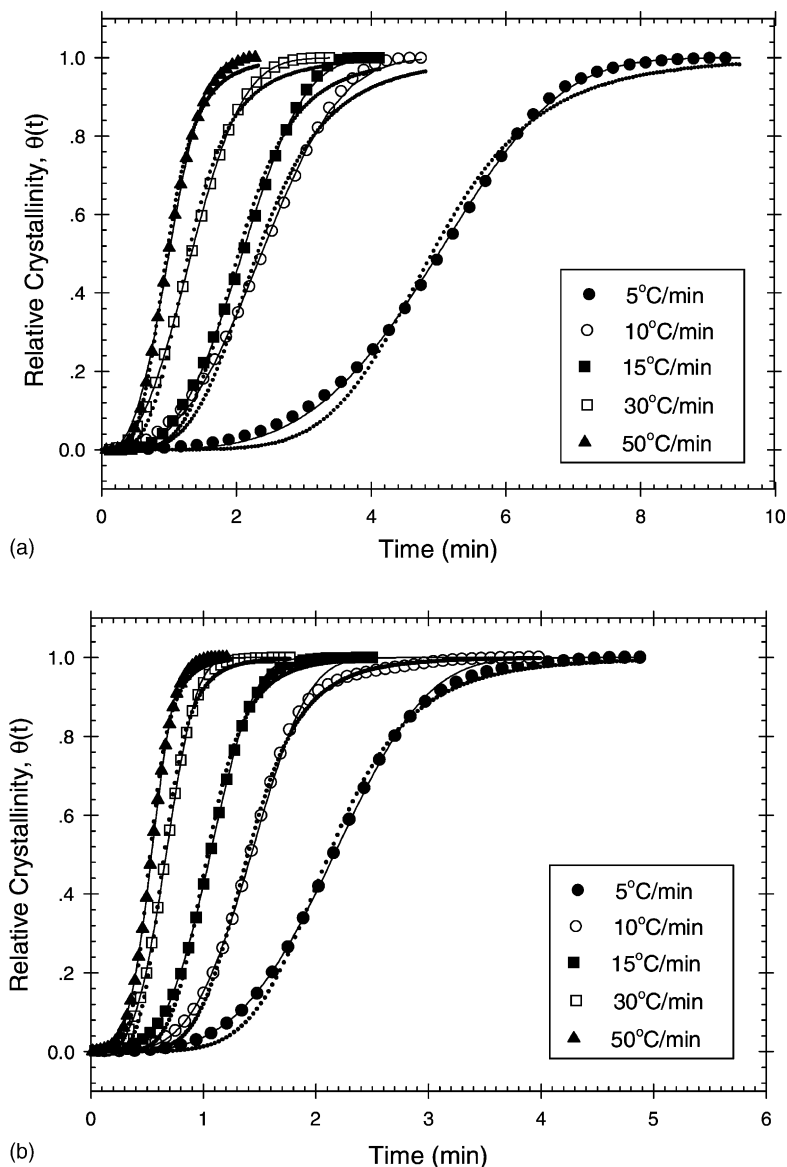 1.0
.8
.6
.4
.2
0.0
Relative Crystallinity, θ(t)
5°C/min
10°C/min
15°C/min
30°C/min
50°C/min
0 2 4 6 8 10
(a)
Time (min)
1.0
.8
.6
.4
.2
0.0
Relative Crystallinity, θ(t)
5°C/min
10°C/min
15°C/min
30°C/min
50°C/min
0 1 2 3 4 5 6
(b)
Time (min)